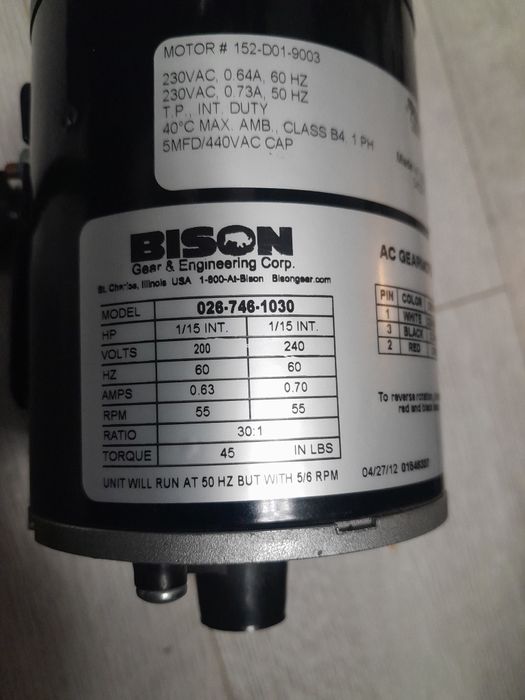 MOTOR # 152-D01-9003
230VAC, 0.64A, 60 HZ
230VAC, 0.73A, 50 HZ
T.P., INT. DUTY
40°C MAX. AMB., CLASS B4. 1 PH
5MFD/440VAC CAP
BISON
Gear & Engineering Corp.
St. Charles, Illinois USA 1-800-At-Bison Bisongear.com
MODEL 026-746-1030
HP 1/15 INT. 1/15 INT.
VOLTS 200 240
HZ 60 60
AMPS 0.63 0.70
RPM 55 55
RATIO 30:1
TORQUE 45 IN LBS
UNIT WILL RUN AT 50 HZ BUT WITH 5/6 RPM
AC GEARMOT
PIN COLOR
1 WHITE
3 BLACK
2 RED
To reverse rotation,
red and black
04/27/12